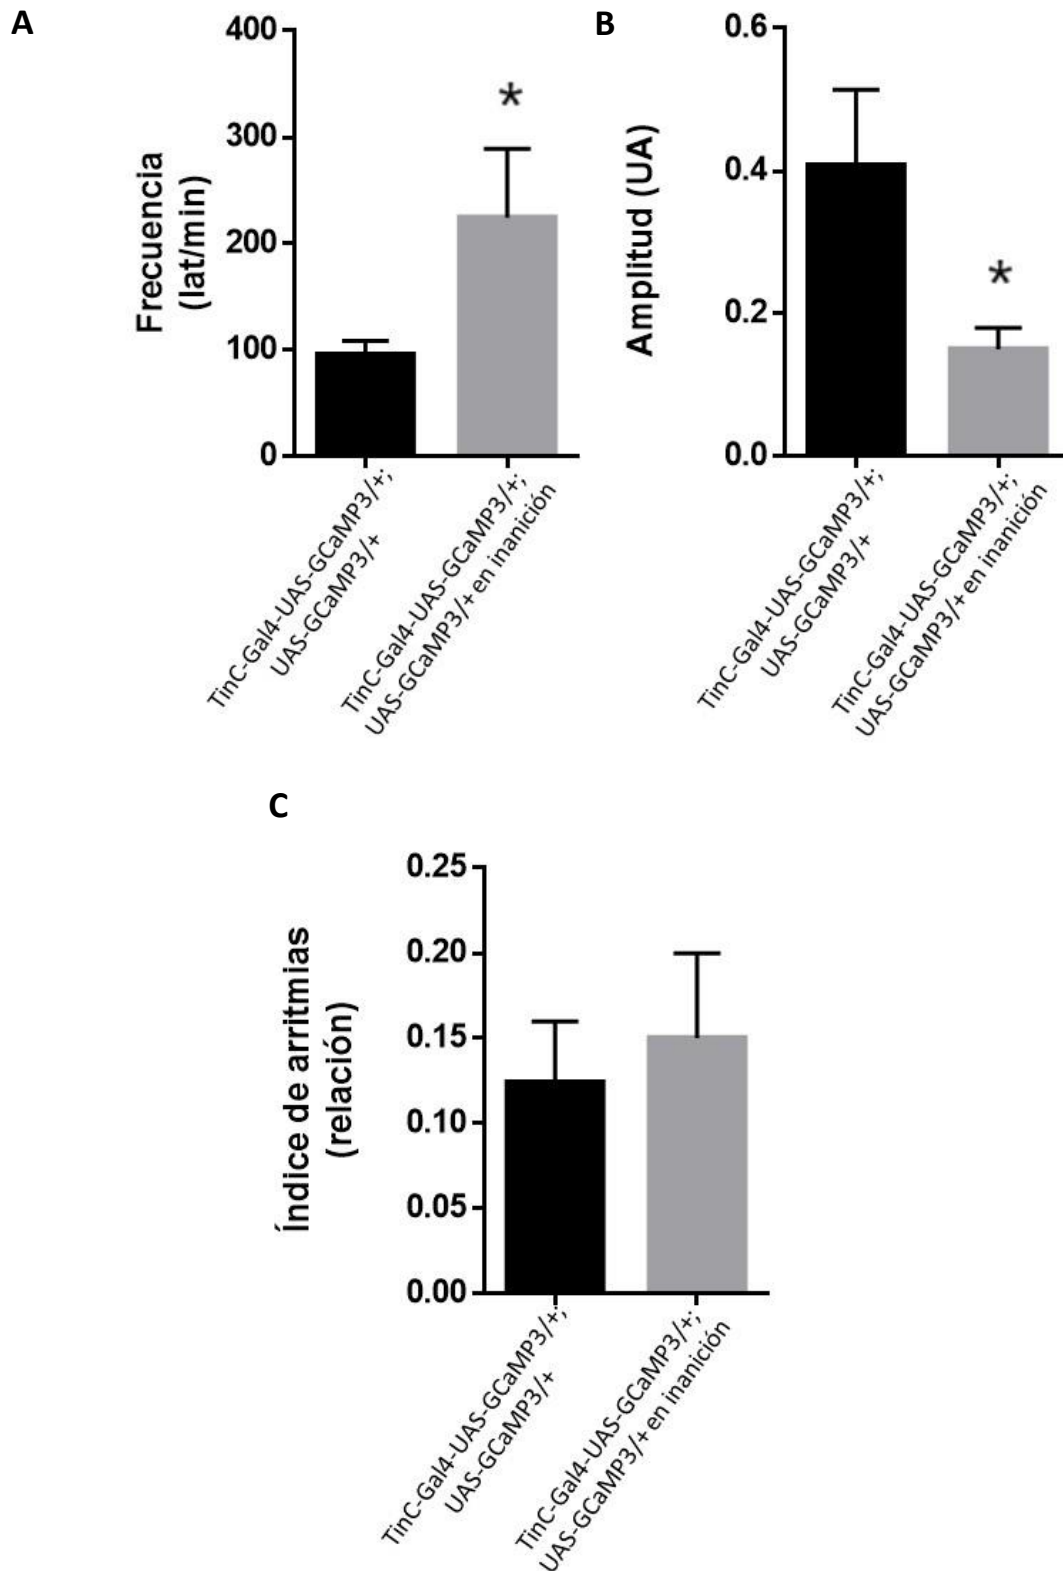 A
400
300
200
100
0
Frecuencia
(lat/min)
*
TinC-Gal4-UAS-GCaMP3/+;
UAS-GCaMP3/+
TinC-Gal4-UAS-GCaMP3/+;
UAS-GCaMP3/+ en inanición
B
0.6
0.4
0.2
0.0
Amplitud (UA)
*
TinC-Gal4-UAS-GCaMP3/+;
UAS-GCaMP3/+
TinC-Gal4-UAS-GCaMP3/+;
UAS-GCaMP3/+ en inanición
C
0.25
0.20
0.15
0.10
0.05
0.00
Índice de arritmias
(relación)
TinC-Gal4-UAS-GCaMP3/+;
UAS-GCaMP3/+
TinC-Gal4-UAS-GCaMP3/+;
UAS-GCaMP3/+ en inanición